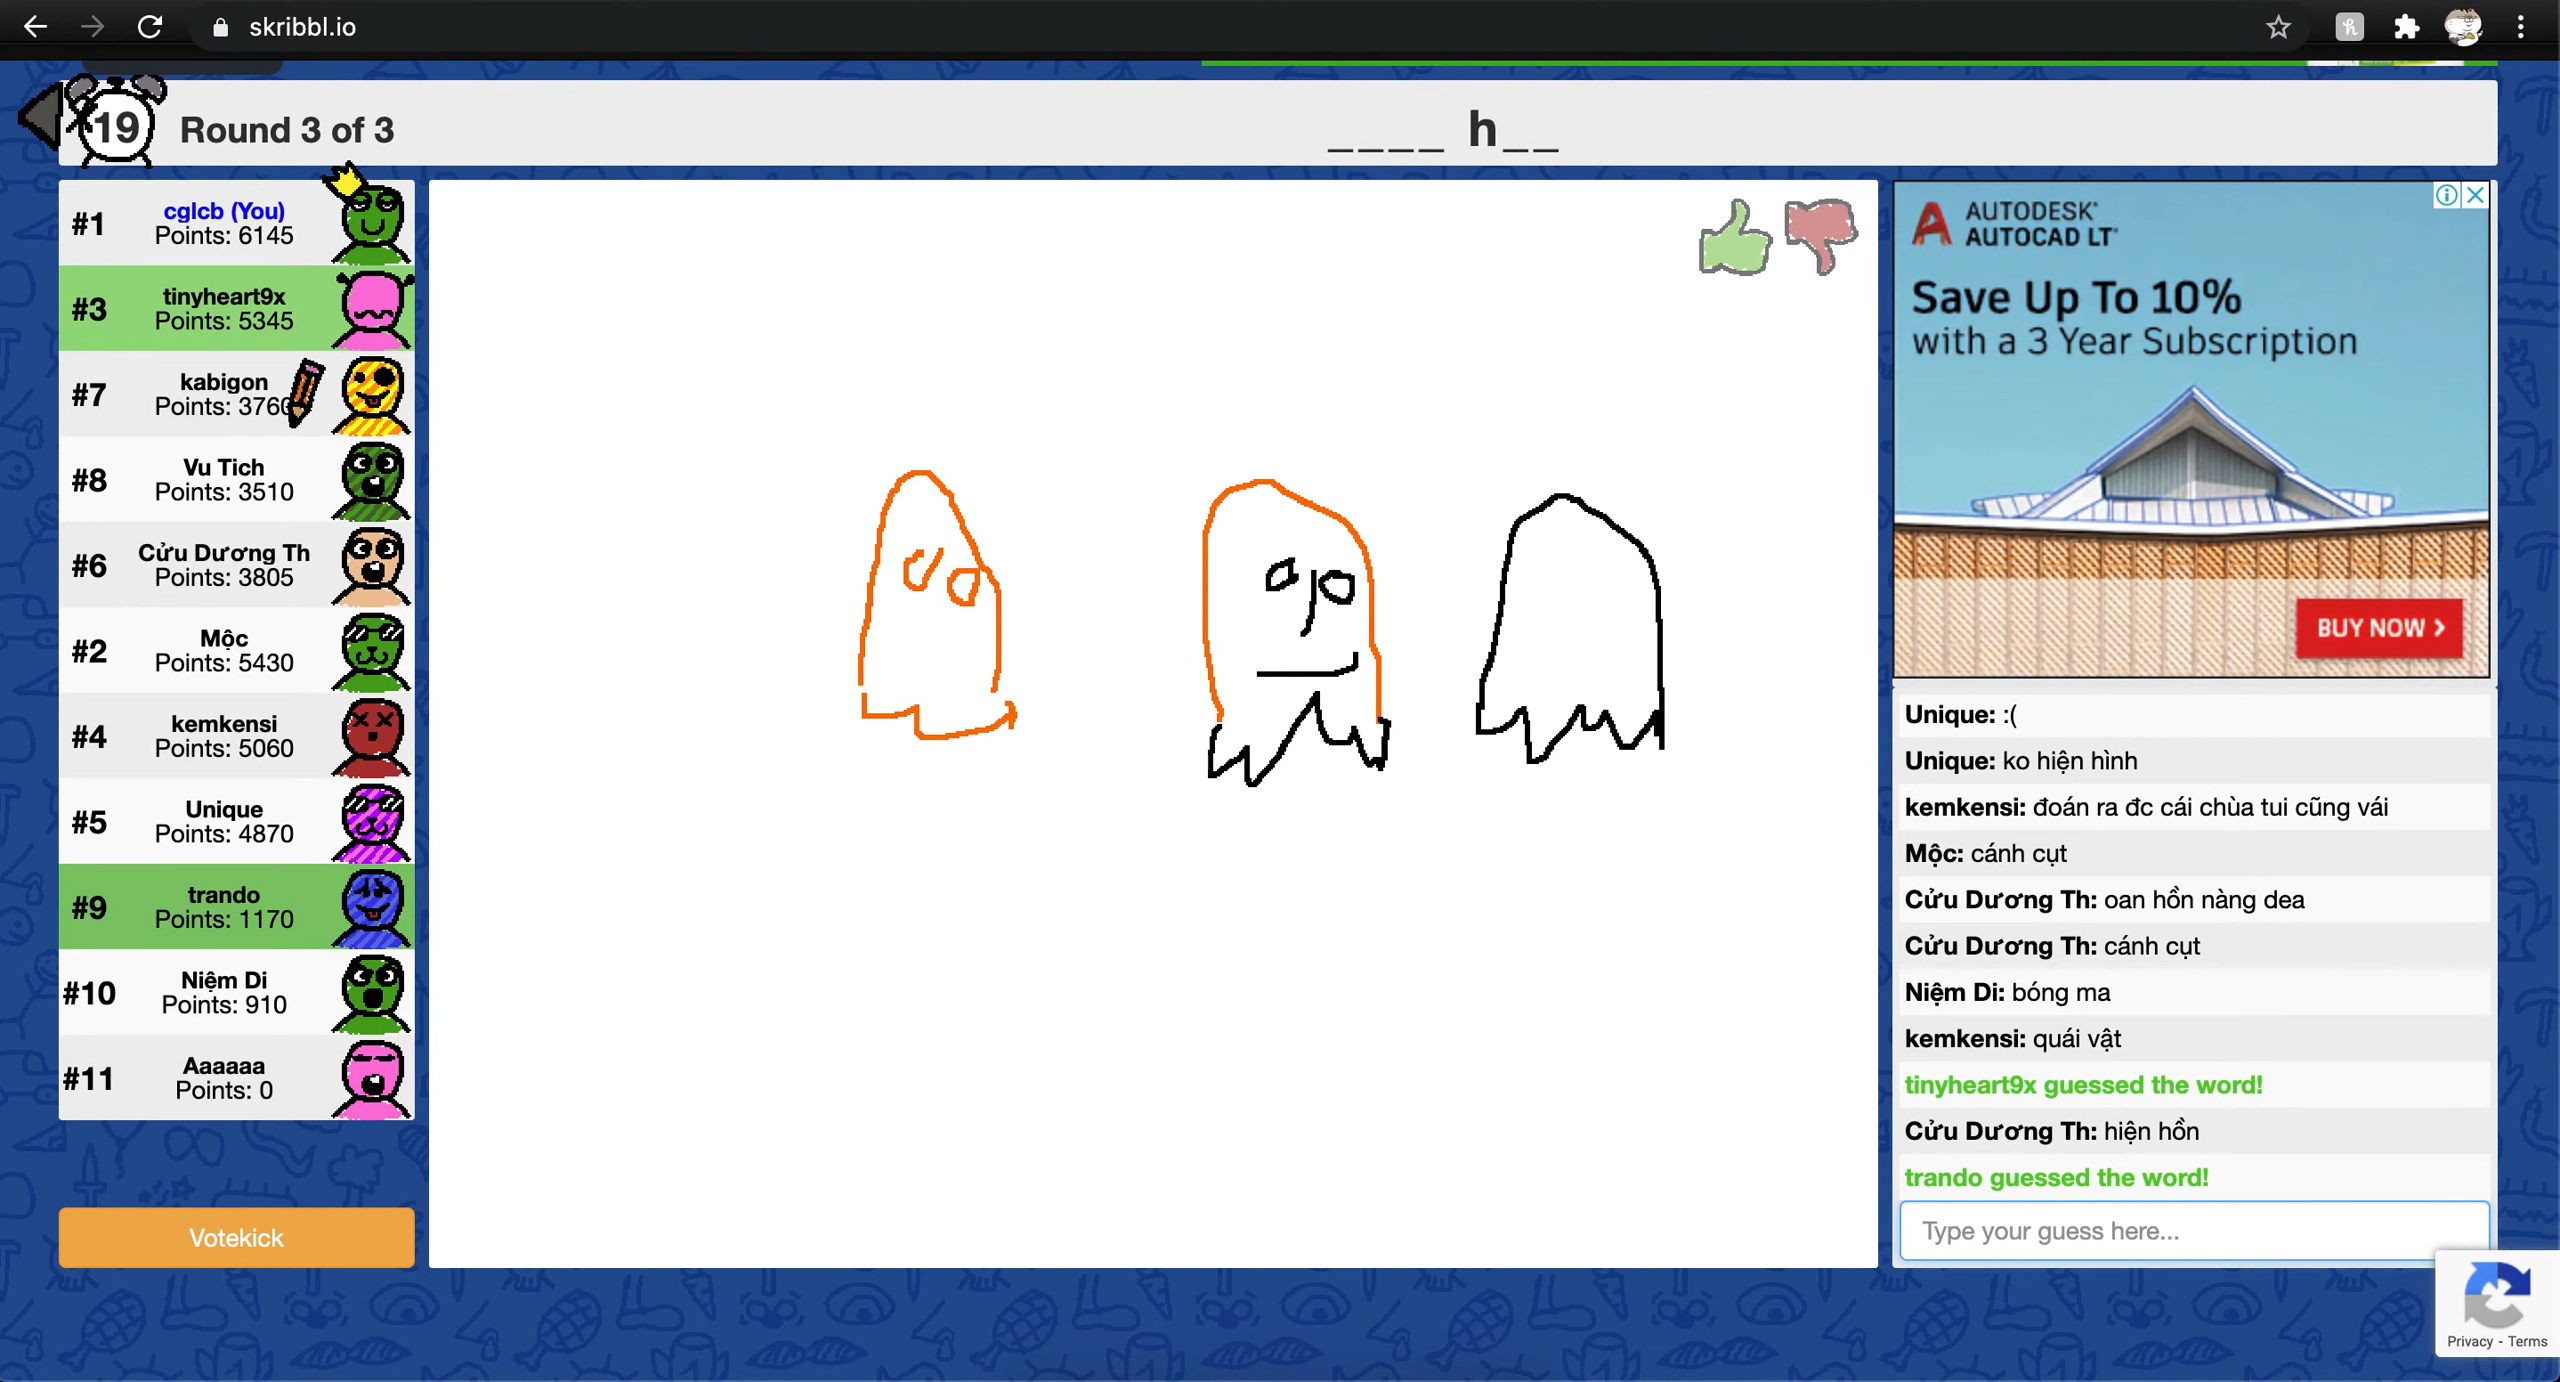 skribbl.io
19
Round 3 of 3
____ h__
#1
cglcb (You)
Points: 6145
#3
tinyheart9x
Points: 5345
#7
kabigon
Points: 3760
#8
Vu Tich
Points: 3510
#6
Cửu Dương Th
Points: 3805
#2
Mộc
Points: 5430
#4
kemkensi
Points: 5060
#5
Unique
Points: 4870
#9
trando
Points: 1170
#10
Niệm Di
Points: 910
#11
Aaaaaa
Points: 0
Votekick
AUTODESK®
AUTOCAD LT®
Save Up To 10%
with a 3 Year Subscription
BUY NOW >
Unique: :(
Unique: ko hiện hình
kemkensi: đoán ra đc cái chùa tui cũng vái
Mộc: cánh cụt
Cửu Dương Th: oan hồn nàng dea
Cửu Dương Th: cánh cụt
Niệm Di: bóng ma
kemkensi: quái vật
tinyheart9x guessed the word!
Cửu Dương Th: hiện hồn
trando guessed the word!
Type your guess here...
Privacy - Terms